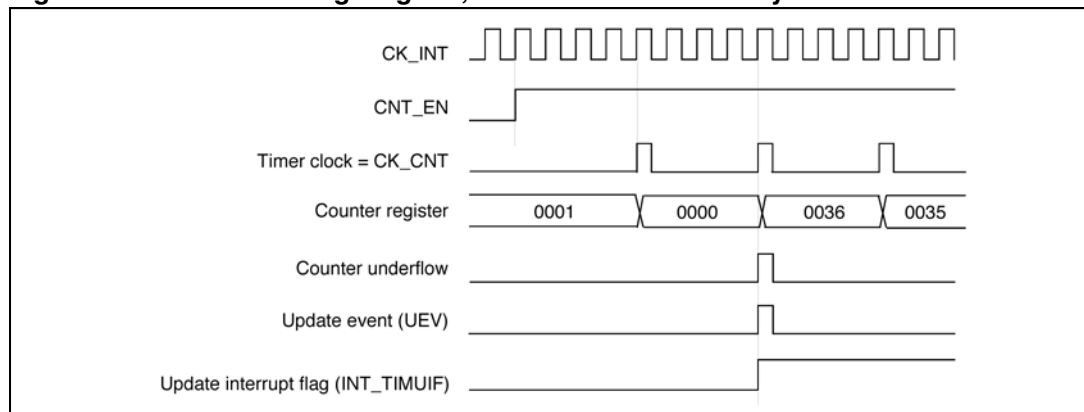 CK_INT
CNT_EN
Timer clock = CK_CNT
Counter register 0001 0000 0036 0035
Counter underflow
Update event (UEV)
Update interrupt flag (INT_TIMUIF)